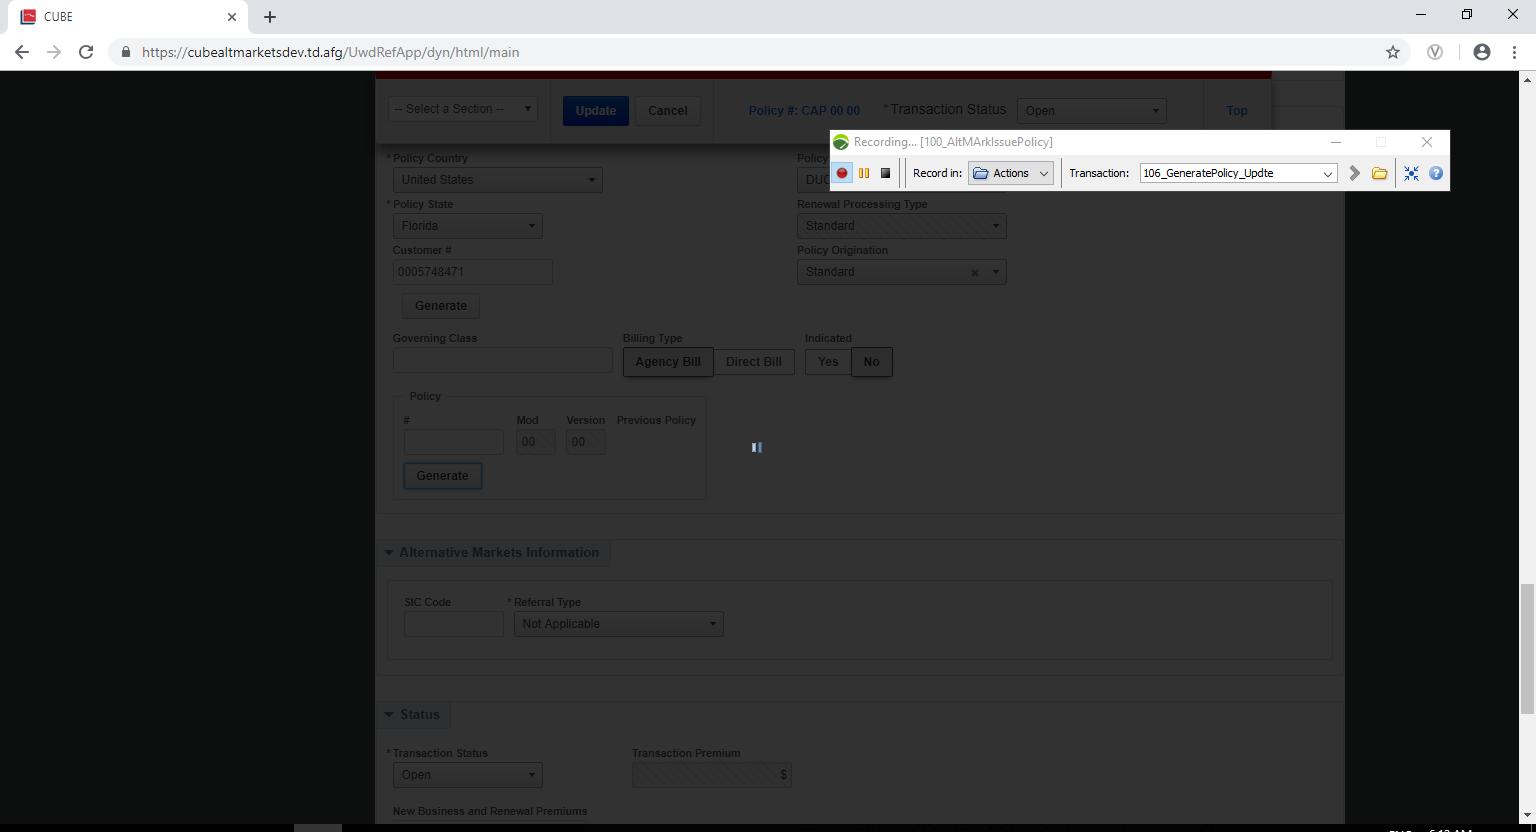 CUBE
https://cubealtmarketsdev.td.afg/UwdRefApp/dyn/html/main
-- Select a Section --
Update
Cancel
Policy #: CAP 00 00
*Transaction Status
Open
Top
Recording... [100_AltMArkIssuePolicy]
Record in:
Actions
Transaction:
106_GeneratePolicy_Updte
*Policy Country
Policy
United States
DUC
*Policy State
Renewal Processing Type
Florida
Standard
Customer #
Policy Origination
0005748471
Standard
Generate
Governing Class
Billing Type
Indicated
Agency Bill
Direct Bill
Yes
No
Policy
#
Mod
Version
Previous Policy
00
00
Generate
Alternative Markets Information
SIC Code
*Referral Type
Not Applicable
Status
*Transaction Status
Transaction Premium
Open
$
New Business and Renewal Premiums